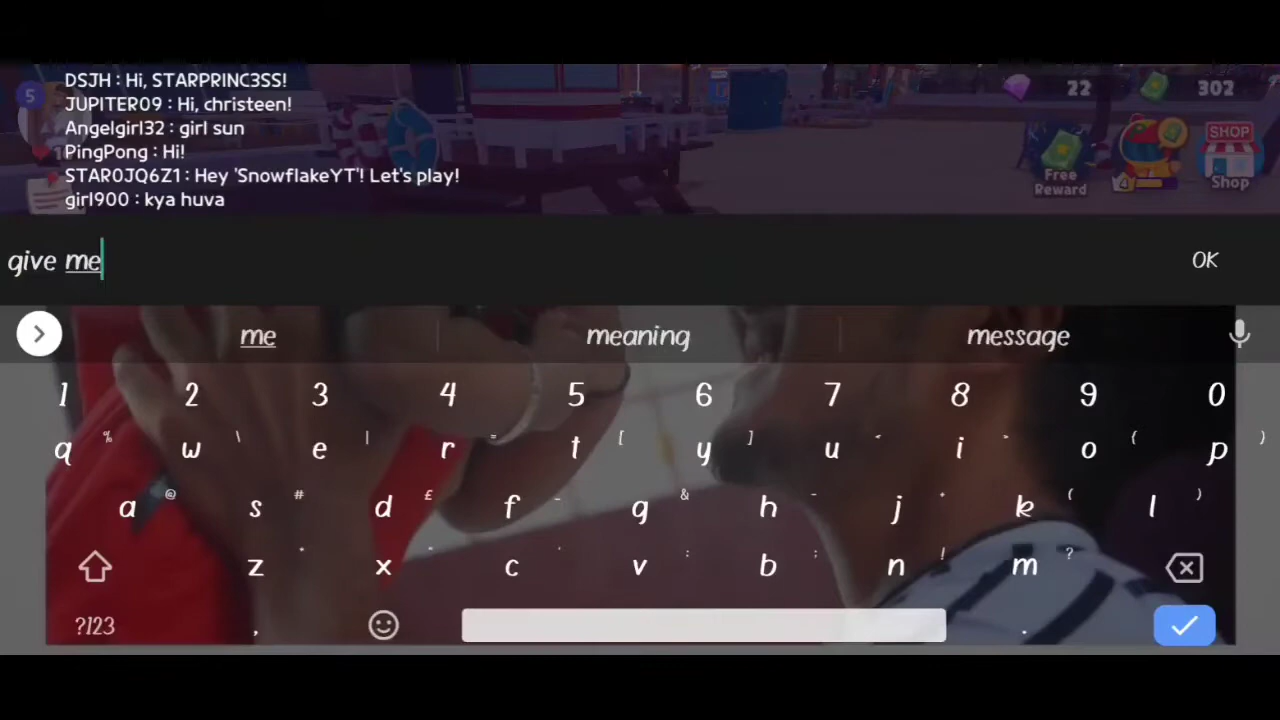 DSJH : Hi, STARPRINC3SS!
JUPITER09 : Hi, christeen!
Angelgirl32 : girl sun
PingPong : Hi!
STAR0JQ6Z1 : Hey 'SnowflakeYT'! Let's play!
girl900 : kya huva
5
22
302
Free
Reward
4
SHOP
Shop
give me
OK
me meaning message
1 2 3 4 5 6 7 8 9 0
q w e r t y u i o p
a s d f g h j k l
z x c v b n m
?123 , .